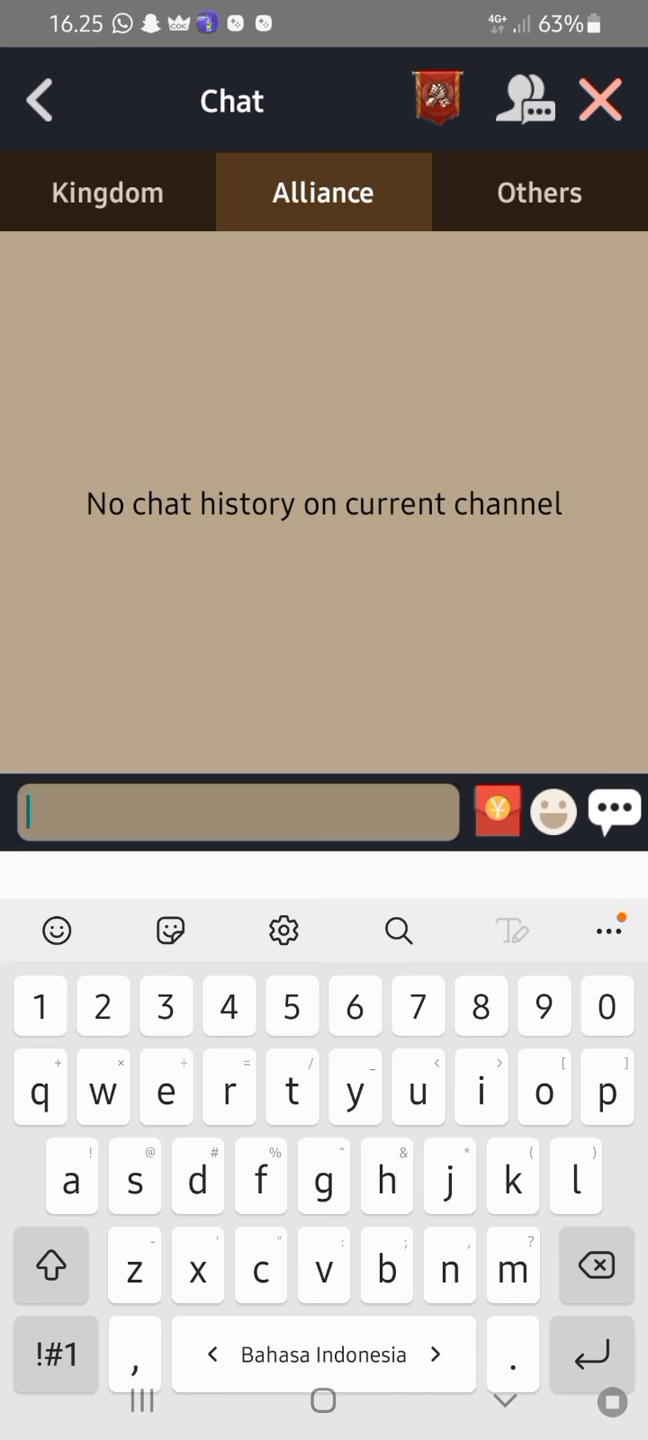 16.25 4G+ 63%
Chat
Kingdom Alliance Others
No chat history on current channel
1 2 3 4 5 6 7 8 9 0
+ × ÷ = / _ < > [ ]
q w e r t y u i o p
! @ # % ^ & * ( )
a s d f g h j k l
- ' " : ; , ?
z x c v b n m
!#1 , < Bahasa Indonesia > .